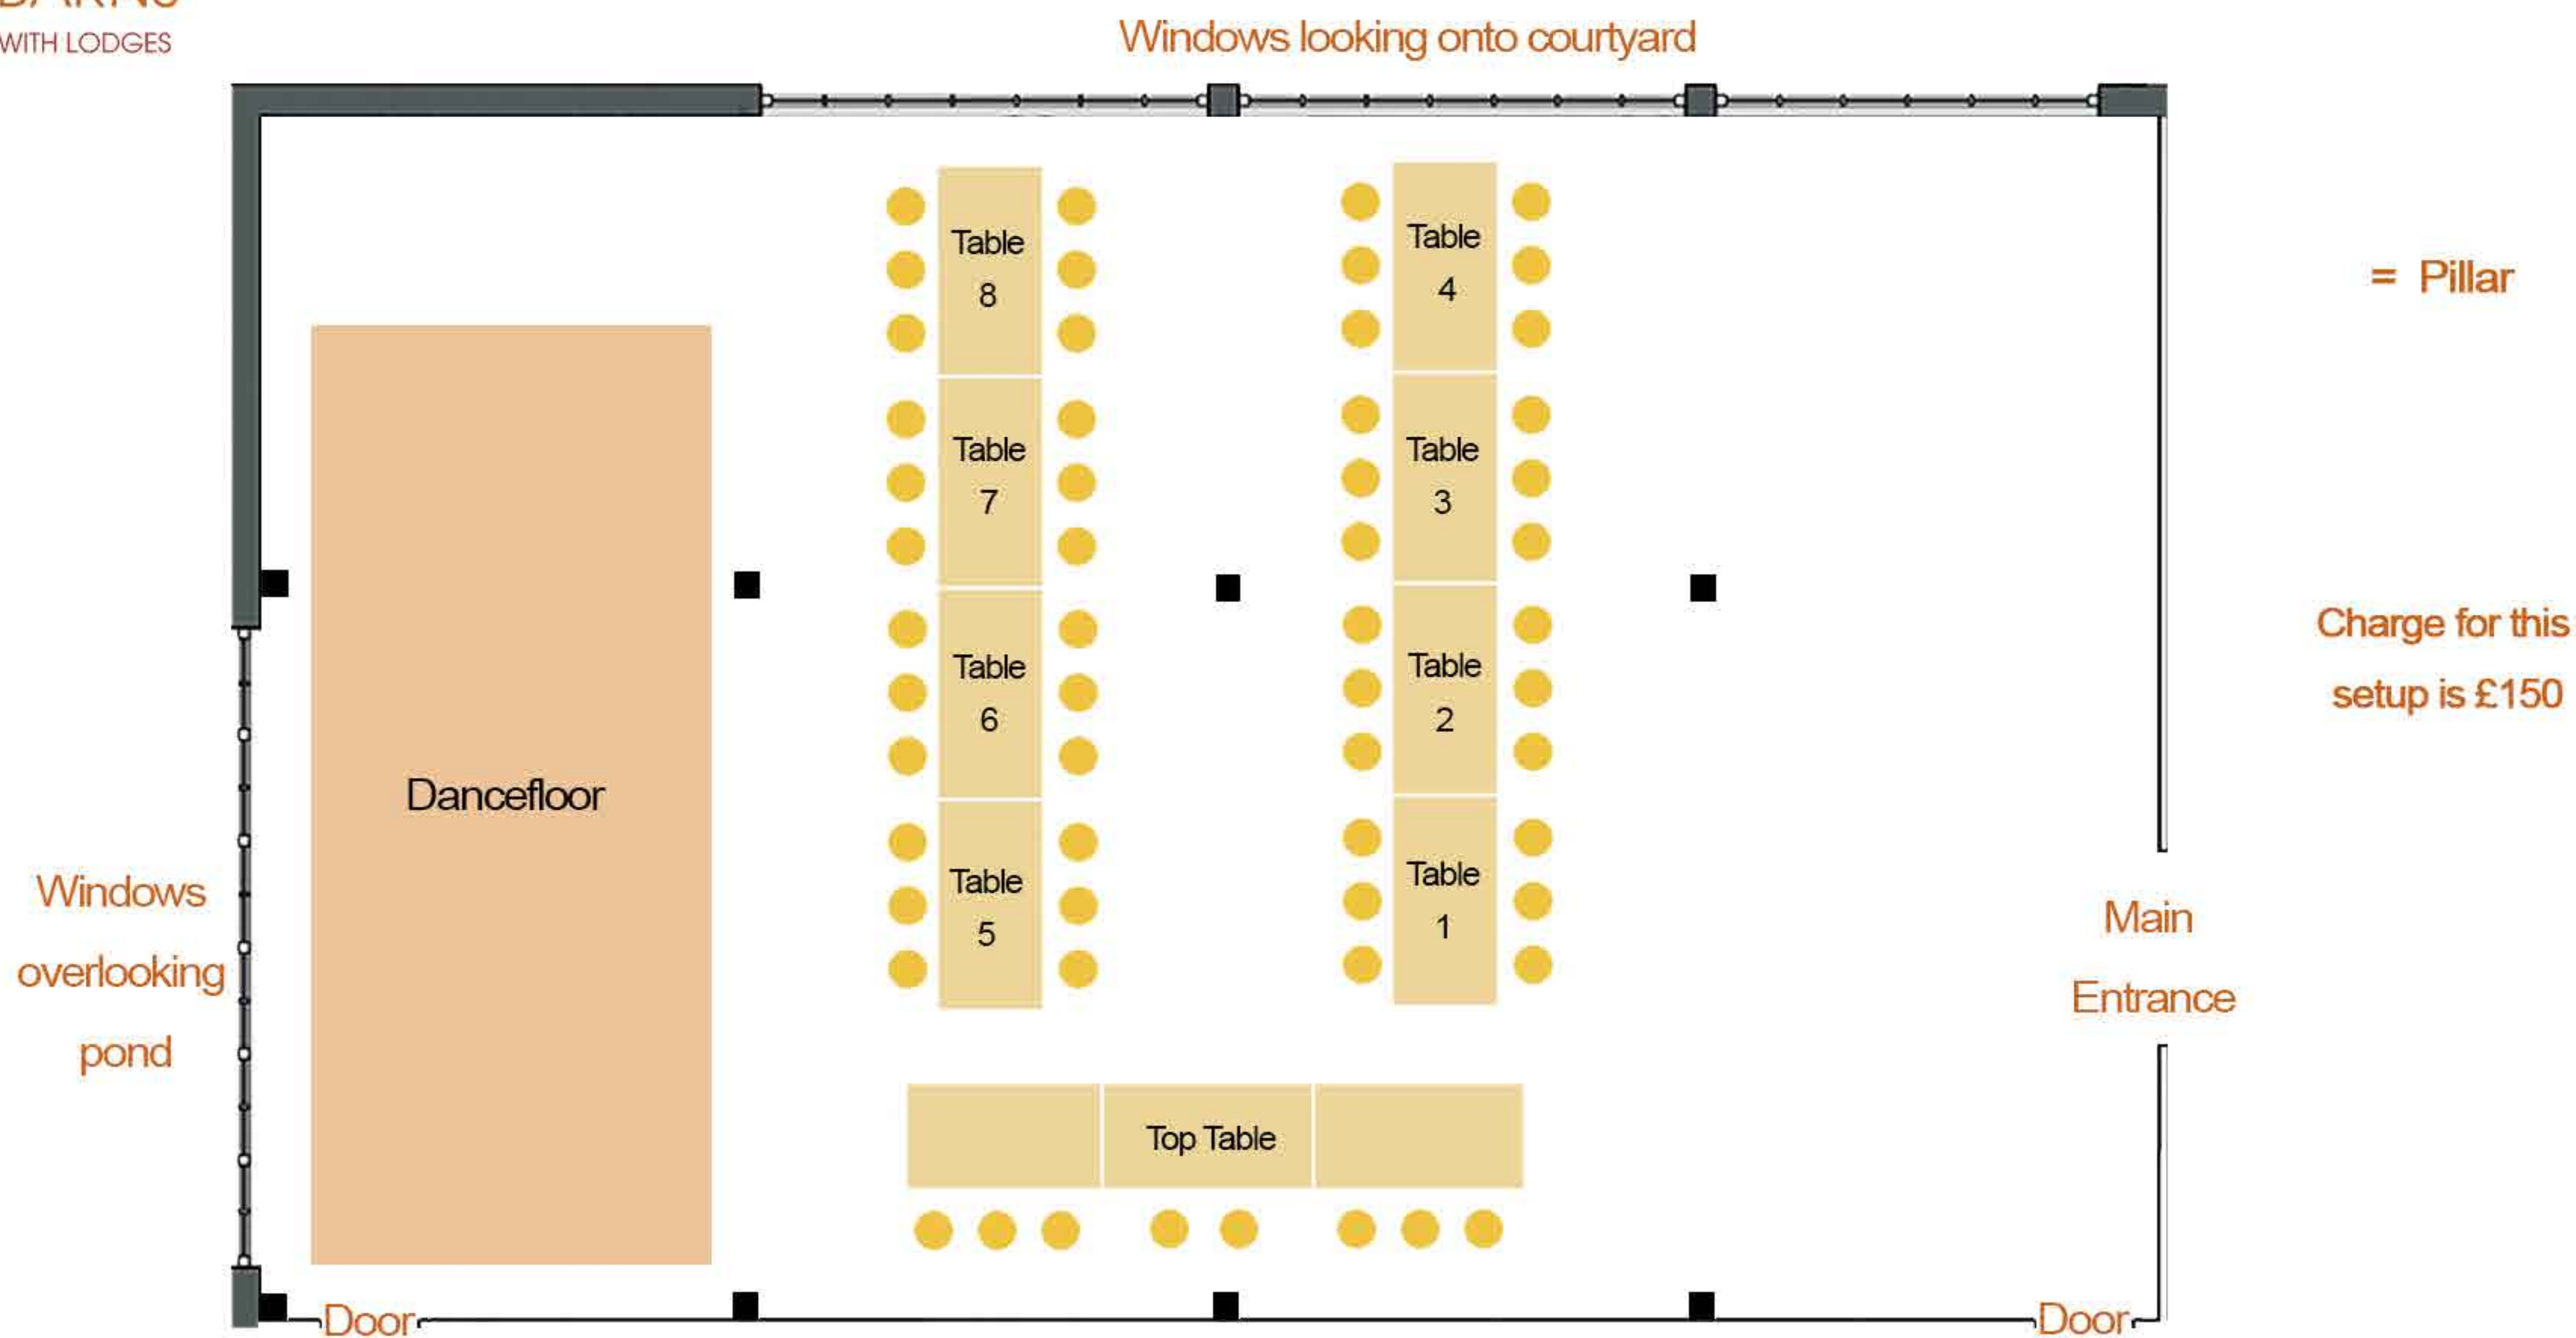 WITH LODGES
Windows looking onto courtyard
Table
8
Table
4
= Pillar
Table
7
Table
3
Charge for this
setup is £150
Table
6
Table
2
Dancefloor
Windows
overlooking
pond
Table
5
Table
1
Main
Entrance
Top Table
Door
Door